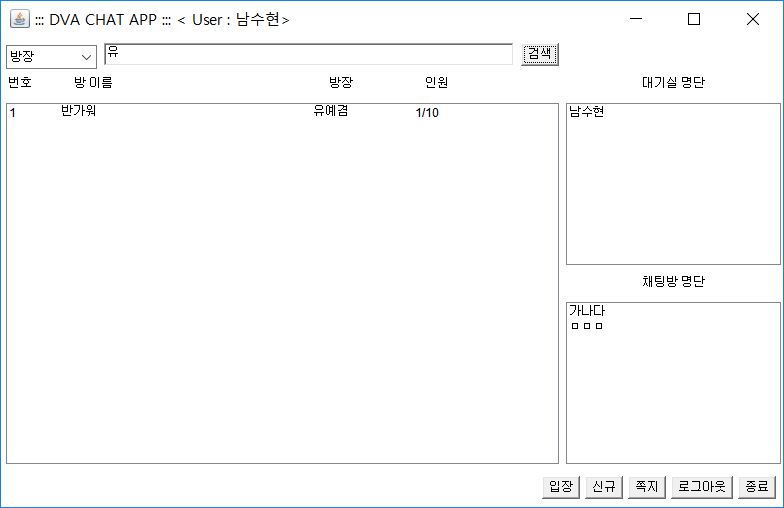 ::: DVA CHAT APP ::: < User : 남수현>
방장 유 검색
번호 방 이름 방장 인원 대기실 명단
1 반가워 유예겸 1/10
남수현
채팅방 명단
가나다
ㅁㅁㅁ
입장 신규 쪽지 로그아웃 종료